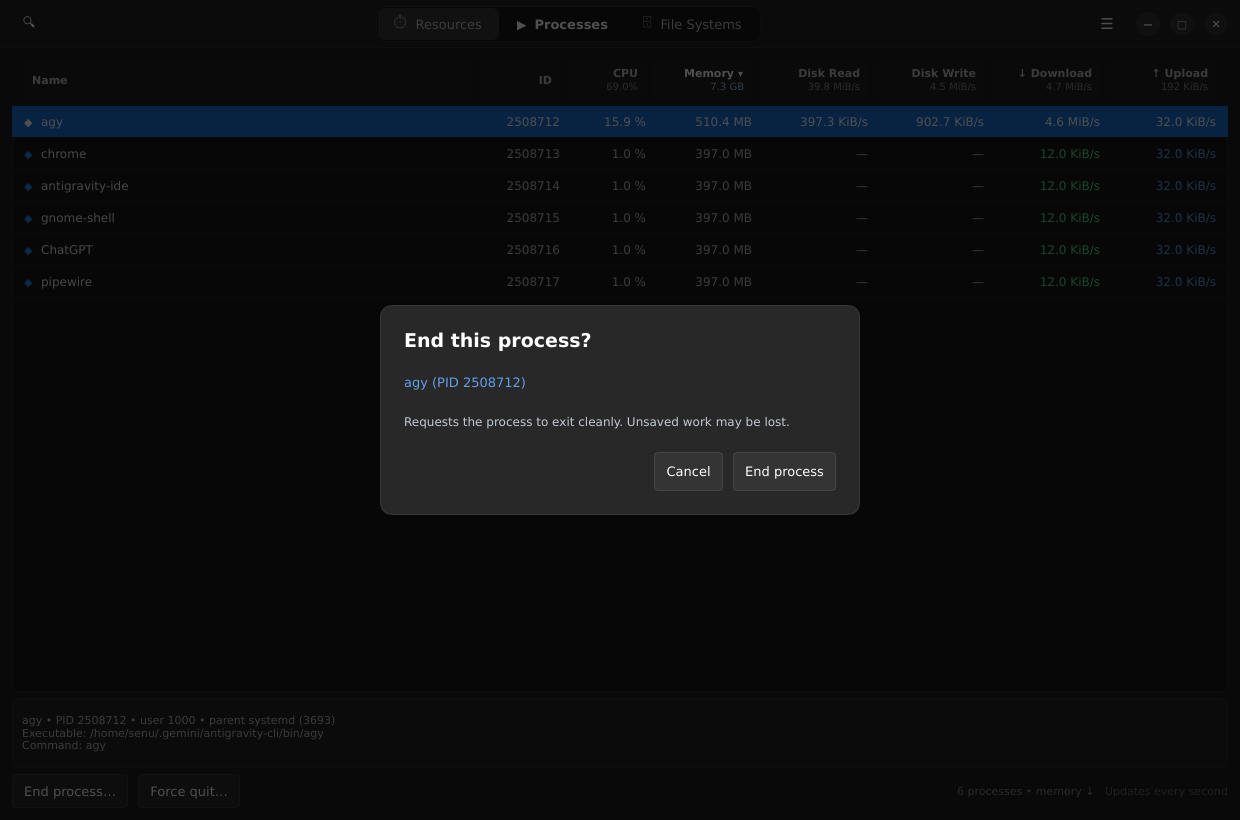 Resources Processes File Systems
Name ID CPU Memory ▾ Disk Read Disk Write ↓ Download ↑ Upload
69.0% 7.3 GB 39.8 MiB/s 4.5 MiB/s 4.7 MiB/s 192 KiB/s
agy 2508712 15.9 % 510.4 MB 397.3 KiB/s 902.7 KiB/s 4.6 MiB/s 32.0 KiB/s
chrome 2508713 1.0 % 397.0 MB — — 12.0 KiB/s 32.0 KiB/s
antigravity-ide 2508714 1.0 % 397.0 MB — — 12.0 KiB/s 32.0 KiB/s
gnome-shell 2508715 1.0 % 397.0 MB — — 12.0 KiB/s 32.0 KiB/s
ChatGPT 2508716 1.0 % 397.0 MB — — 12.0 KiB/s 32.0 KiB/s
pipewire 2508717 1.0 % 397.0 MB — — 12.0 KiB/s 32.0 KiB/s
End this process?
agy (PID 2508712)
Requests the process to exit cleanly. Unsaved work may be lost.
Cancel End process
agy • PID 2508712 • user 1000 • parent systemd (3693)
Executable: /home/senu/.gemini/antigravity-cli/bin/agy
Command: agy
End process… Force quit… 6 processes • memory ↓ Updates every second